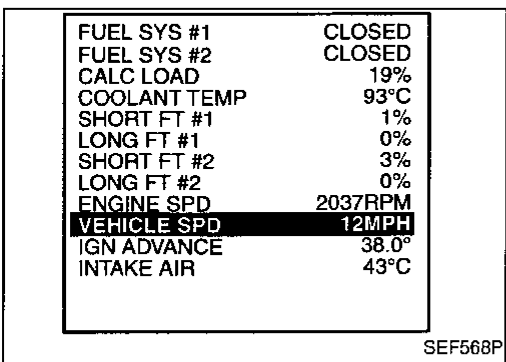 FUEL SYS #1 CLOSED
FUEL SYS #2 CLOSED
CALC LOAD 19%
COOLANT TEMP 93°C
SHORT FT #1 1%
LONG FT #1 0%
SHORT FT #2 3%
LONG FT #2 0%
ENGINE SPD 2037RPM
VEHICLE SPD 12MPH
IGN ADVANCE 38.0°
INTAKE AIR 43°C
SEF568P